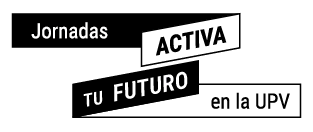 Jornadas
ACTIVA
TU FUTURO
en la UPV